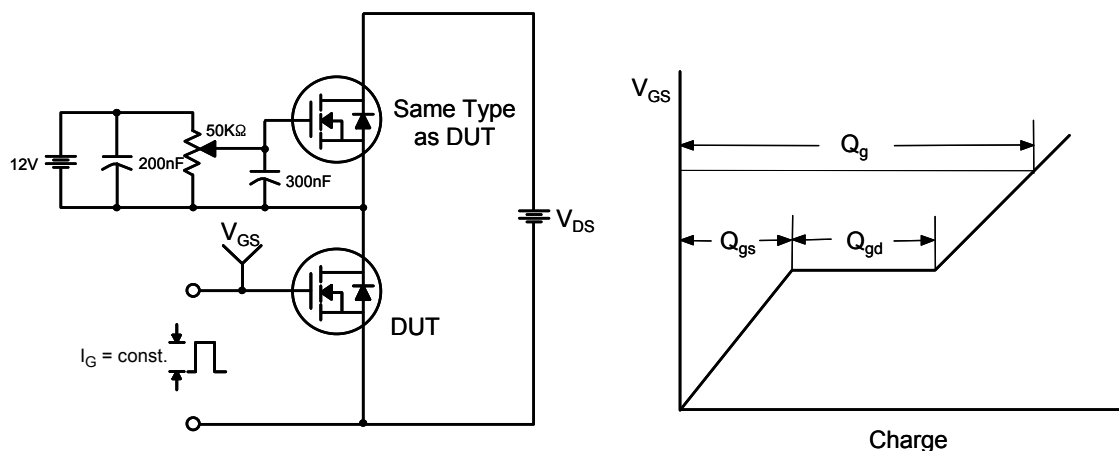 12V
200nF
50KΩ
300nF
Same Type
as DUT
V_DS
V_GS
DUT
I_G = const.
V_GS
Q_g
Q_gs
Q_gd
Charge